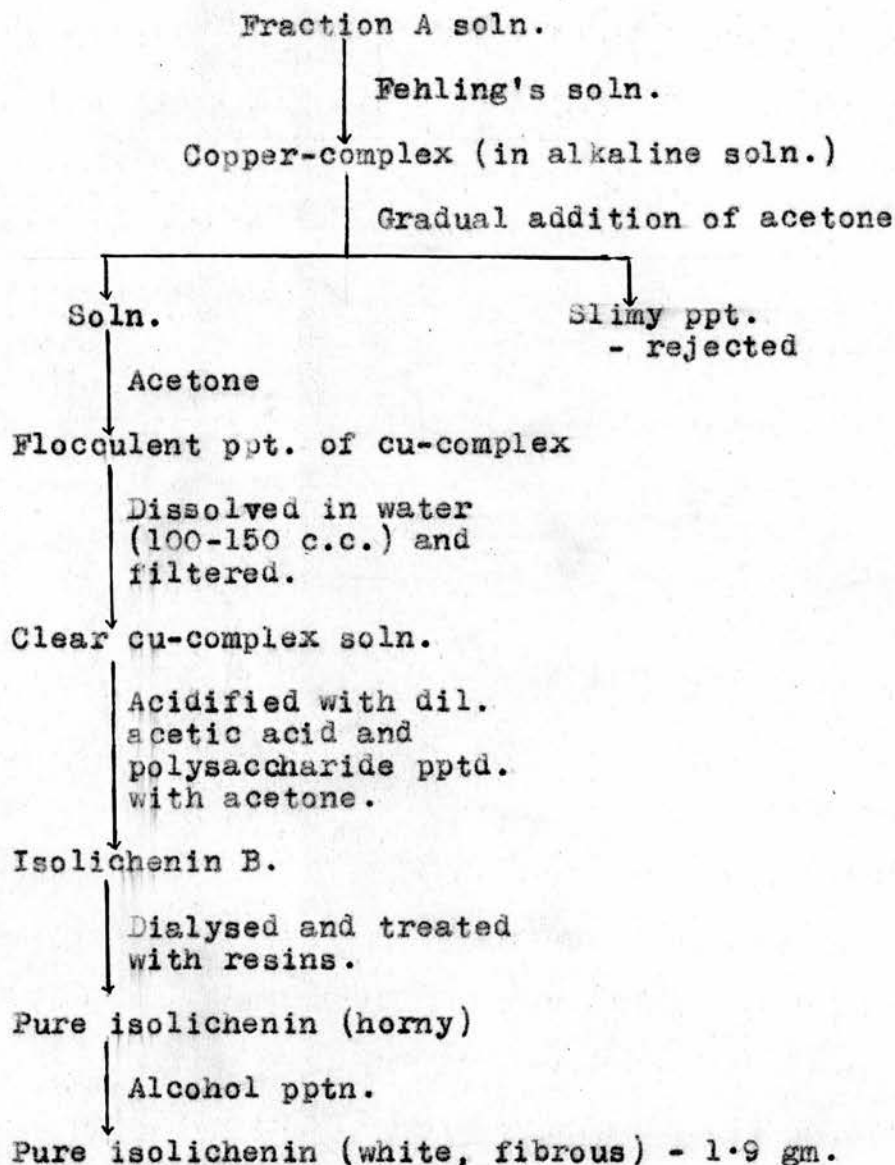 Fraction A soln.
Fehling's soln.
Copper-complex (in alkaline soln.)
Gradual addition of acetone
Soln.
Slimy ppt.
- rejected
Acetone
Flocculent ppt. of cu-complex
Dissolved in water
(100-150 c.c.) and
filtered.
Clear cu-complex soln.
Acidified with dil.
acetic acid and
polysaccharide pptd.
with acetone.
Isolichenin B.
Dialysed and treated
with resins.
Pure isolichenin (horny)
Alcohol pptn.
Pure isolichenin (white, fibrous) - 1·9 gm.